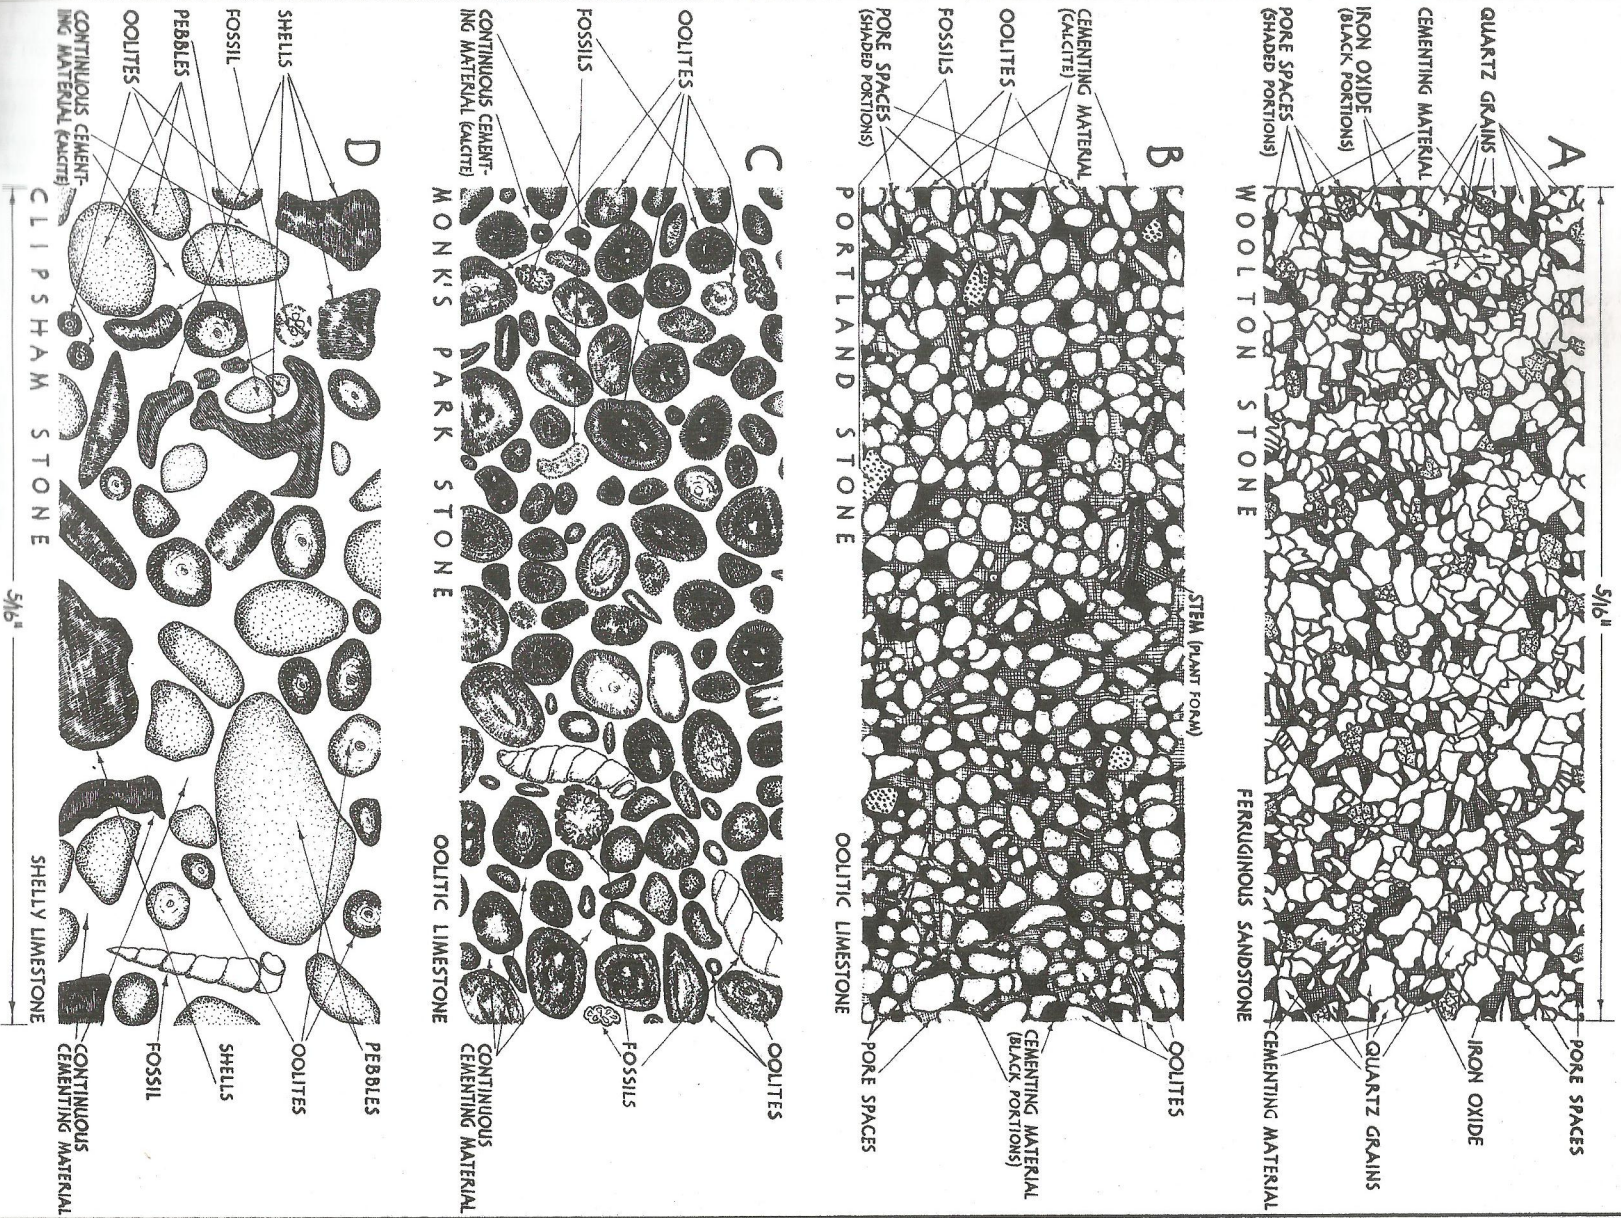 A
5/16"
QUARTZ GRAINS
CEMENTING MATERIAL
IRON OXIDE
(BLACK PORTIONS)
PORE SPACES
(SHADED PORTIONS)
PORE SPACES
IRON OXIDE
QUARTZ GRAINS
CEMENTING MATERIAL
WOOLTON STONE
FERRUGINOUS SANDSTONE
B
STEM (PLANT FORM)
CEMENTING MATERIAL
(CALCITE)
OOLITES
FOSSILS
PORE SPACES
(SHADED PORTIONS)
OOLITES
CEMENTING MATERIAL
(BLACK PORTIONS)
PORE SPACES
PORTLAND STONE
OOLITIC LIMESTONE
C
OOLITES
FOSSILS
CONTINUOUS CEMENT-
ING MATERIAL (CALCITE)
OOLITES
FOSSILS
CONTINUOUS
CEMENTING MATERIAL
MONK'S PARK STONE
OOLITIC LIMESTONE
D
SHELLS
FOSSIL
PEBBLES
OOLITES
CONTINUOUS CEMENT-
ING MATERIAL (CALCITE)
PEBBLES
OOLITES
SHELLS
FOSSIL
CONTINUOUS
CEMENTING MATERIAL
CLIPSHAM STONE
SHELLY LIMESTONE
5/16"